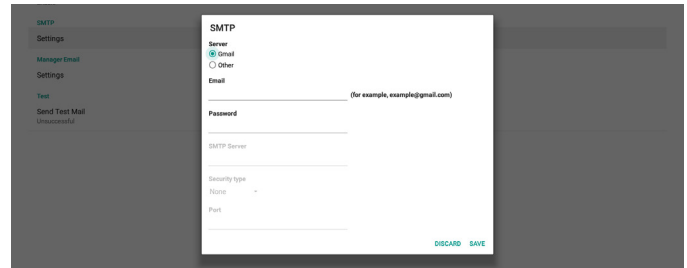 SMTP
Settings
Manager Email
Settings
Test
Send Test Mail
Unsuccessful
SMTP
Server
Gmail
Other
Email
(for example, example@gmail.com)
Password
SMTP Server
Security type
None
Port
DISCARD SAVE